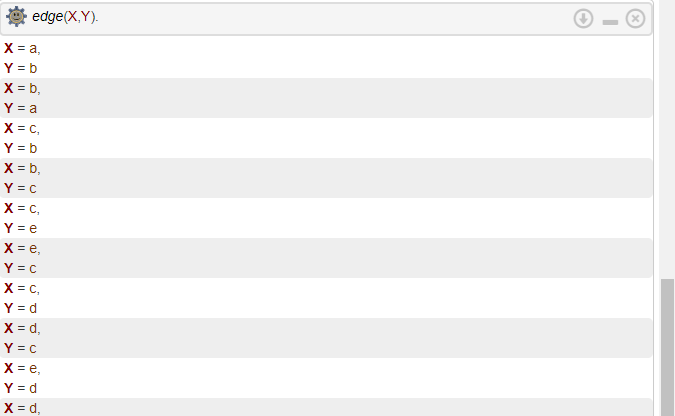 edge(X,Y).
X = a,
Y = b
X = b,
Y = a
X = c,
Y = b
X = b,
Y = c
X = c,
Y = e
X = e,
Y = c
X = c,
Y = d
X = d,
Y = c
X = e,
Y = d
X = d,